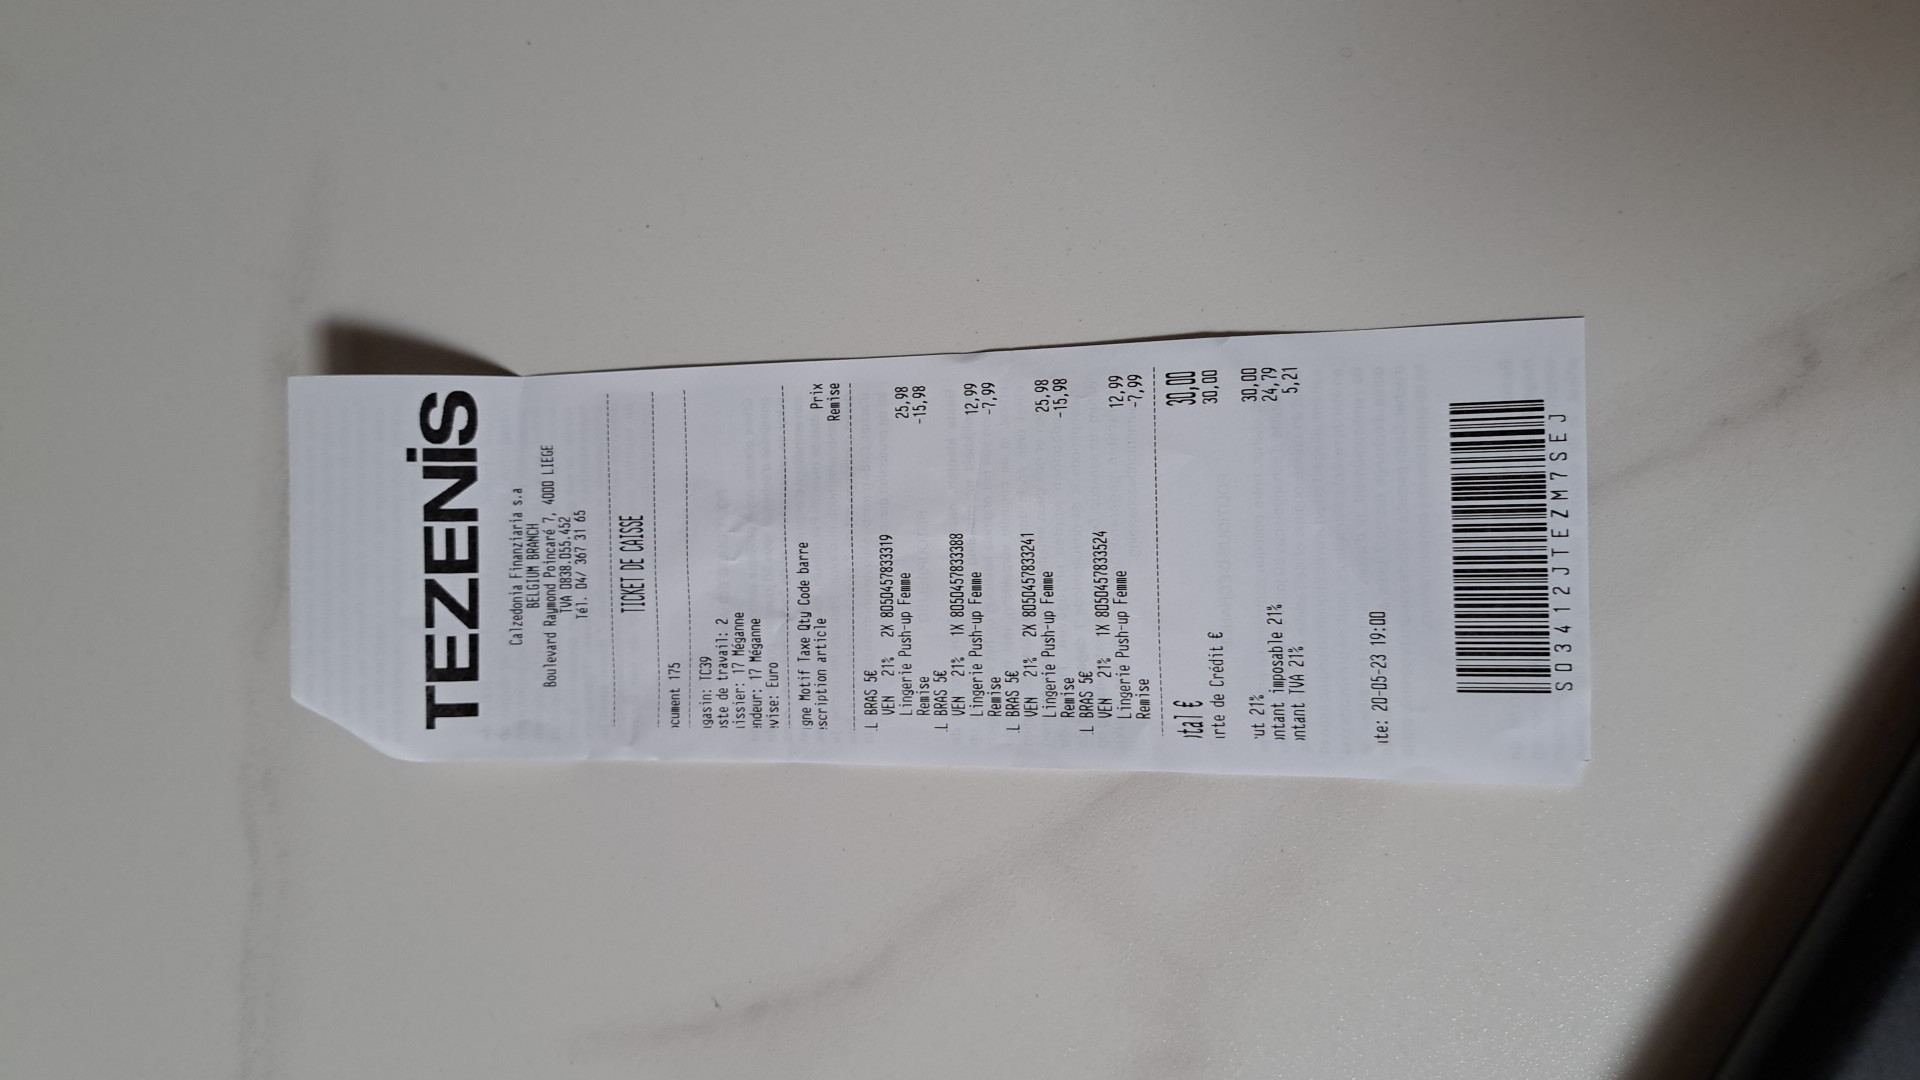 TEZENiS
Calzedonia Finanziaria s.a
BELGIUM BRANCH
Boulevard Raymond Poincaré 7, 4000 LIEGE
TVA 0838.055.452
Tél. 04/ 367 31 65
TICKET DE CAISSE
ocument 175
gasin: TC39
ste de travail: 2
issier: 17 Méganne
ndeur: 17 Méganne
vise: Euro
gne Motif Taxe Qty Code barre Prix
scription article Remise
L BRAS 5€
VEN 21% 2X 8050457833319
Lingerie Push-up Femme 25,98
Remise -15,98
L BRAS 5€
VEN 21% 1X 8050457833388
Lingerie Push-up Femme 12,99
Remise -7,99
L BRAS 5€
VEN 21% 2X 8050457833241
Lingerie Push-up Femme 25,98
Remise -15,98
L BRAS 5€
VEN 21% 1X 8050457833524
Lingerie Push-up Femme 12,99
Remise -7,99
tal € 30,00
rte de Crédit € 30,00
ut 21% 30,00
ntant imposable 21% 24,79
ntant TVA 21% 5,21
te: 20-05-23 19:00
S03412JTEZM7SEJ